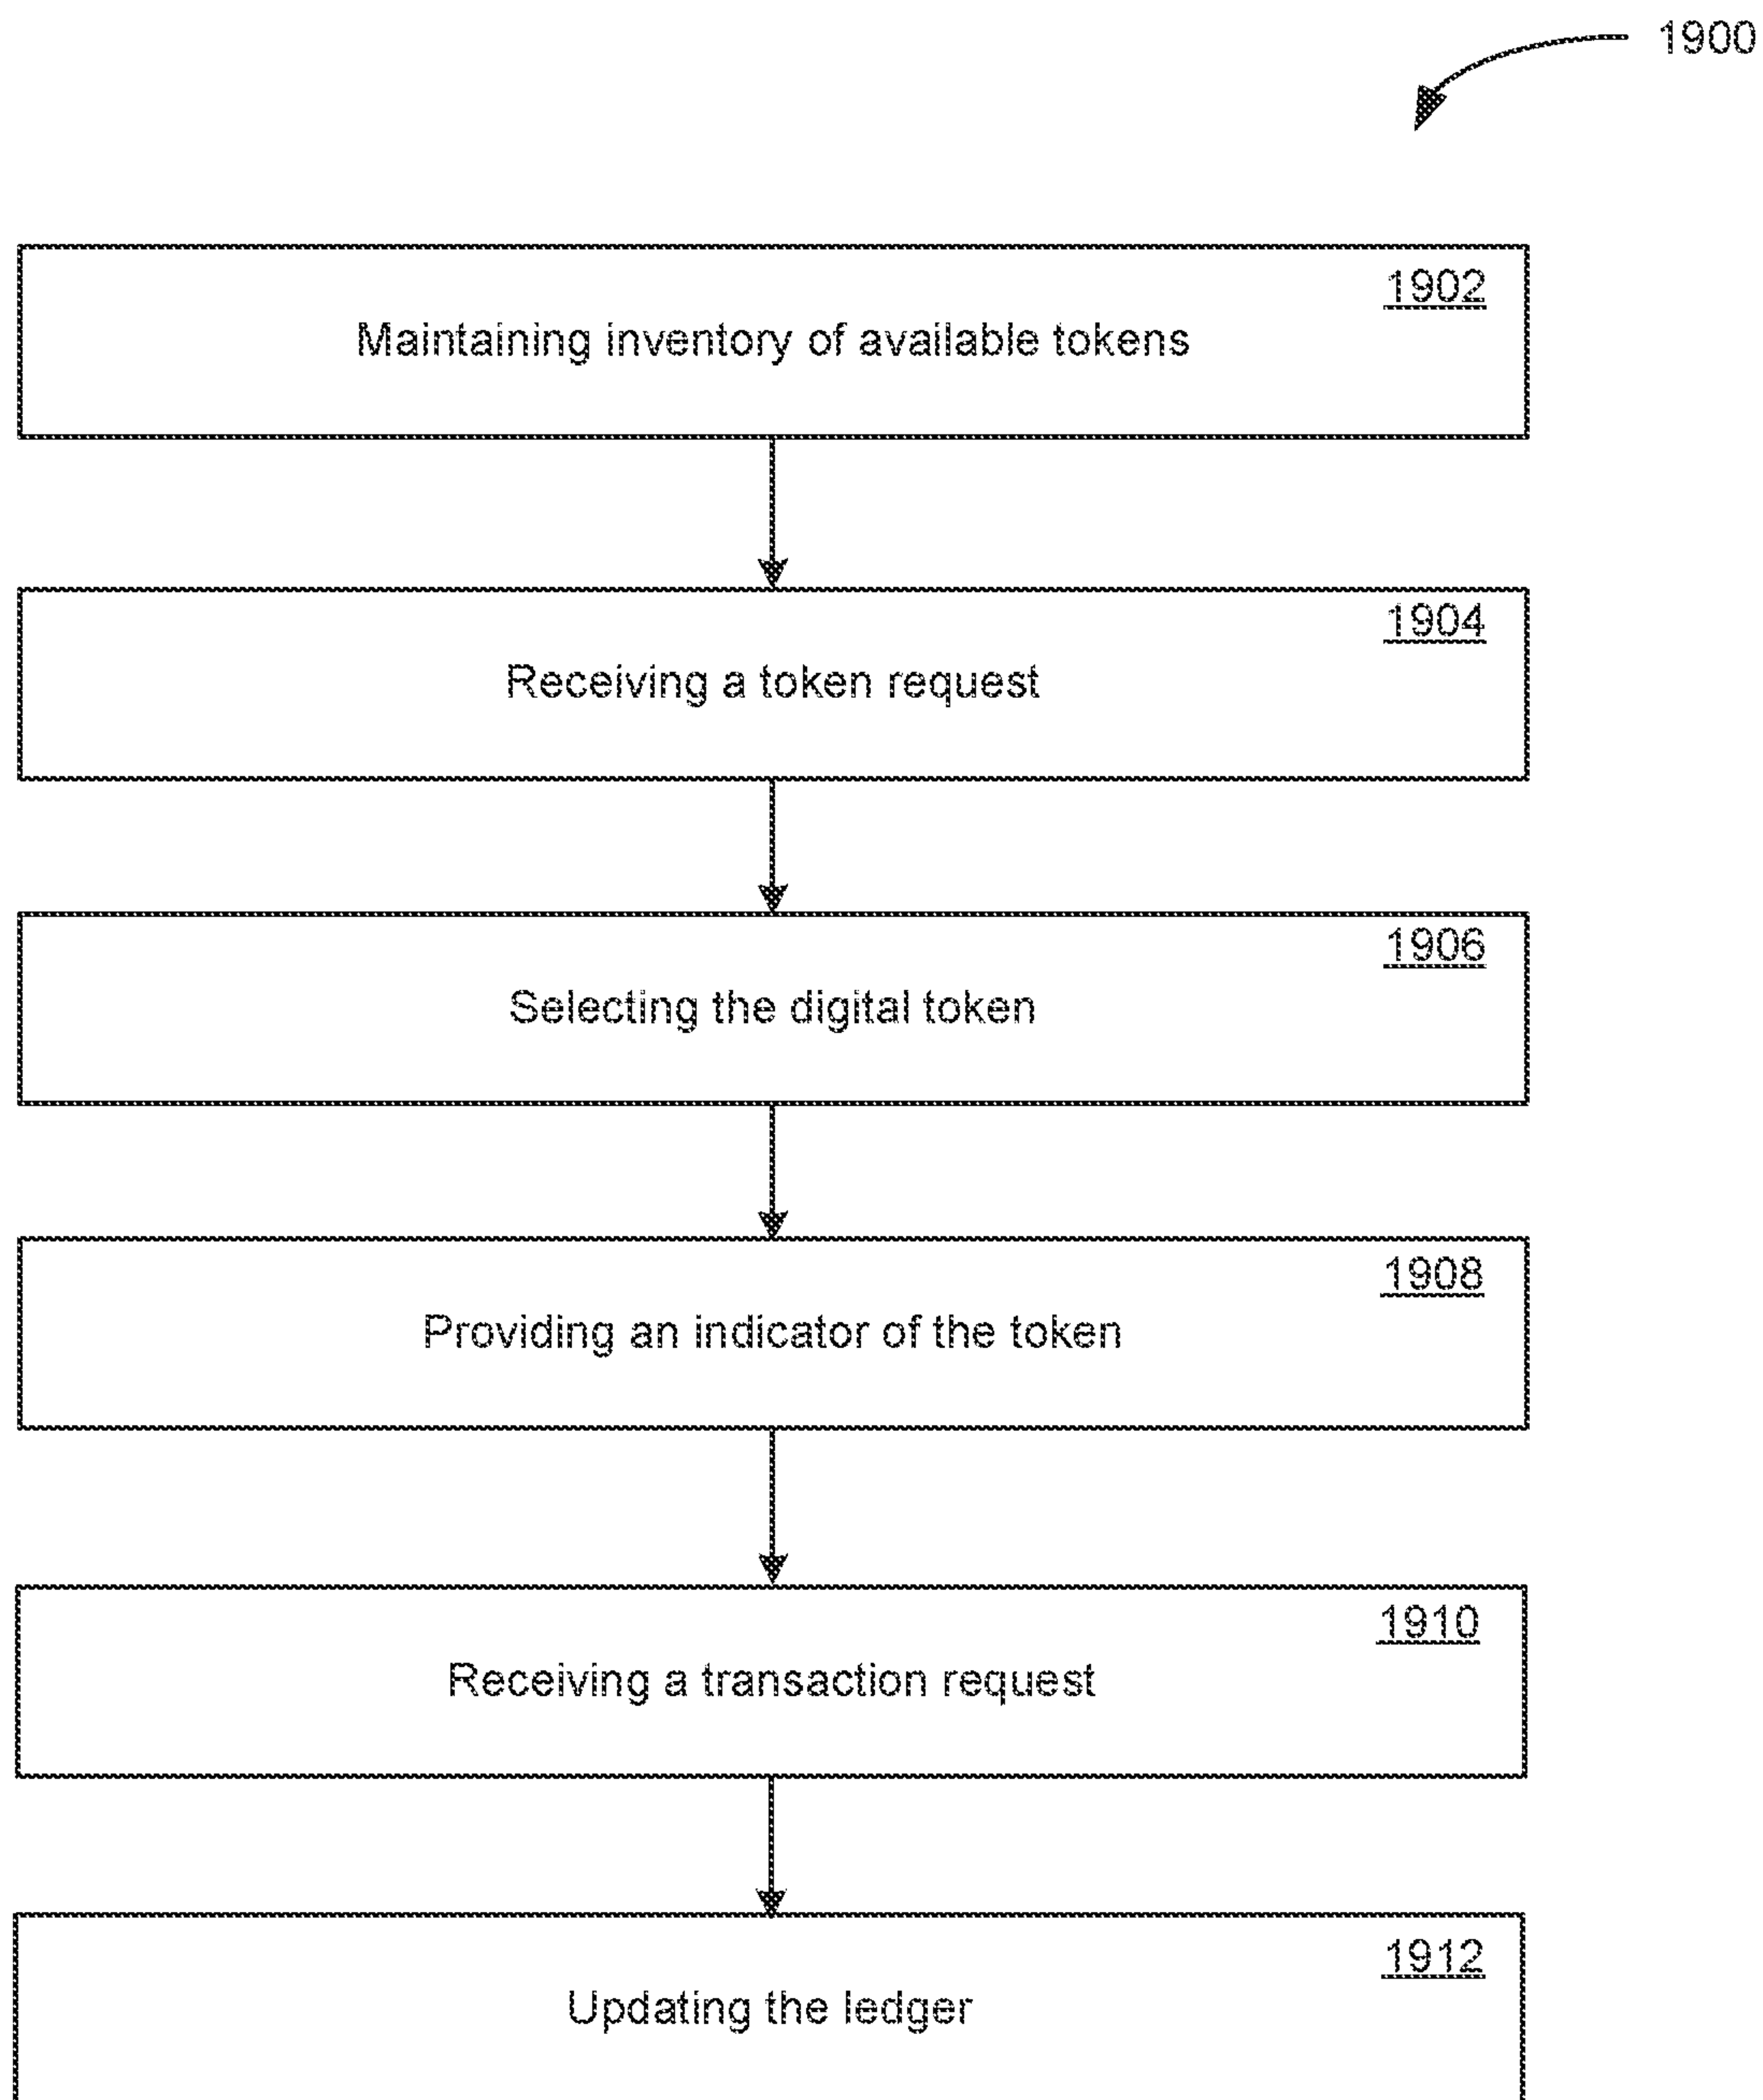 1900
1902
Maintaining inventory of available tokens
1904
Receiving a token request
1906
Selecting the digital token
1908
Providing an indicator of the token
1910
Receiving a transaction request
1912
Updating the ledger